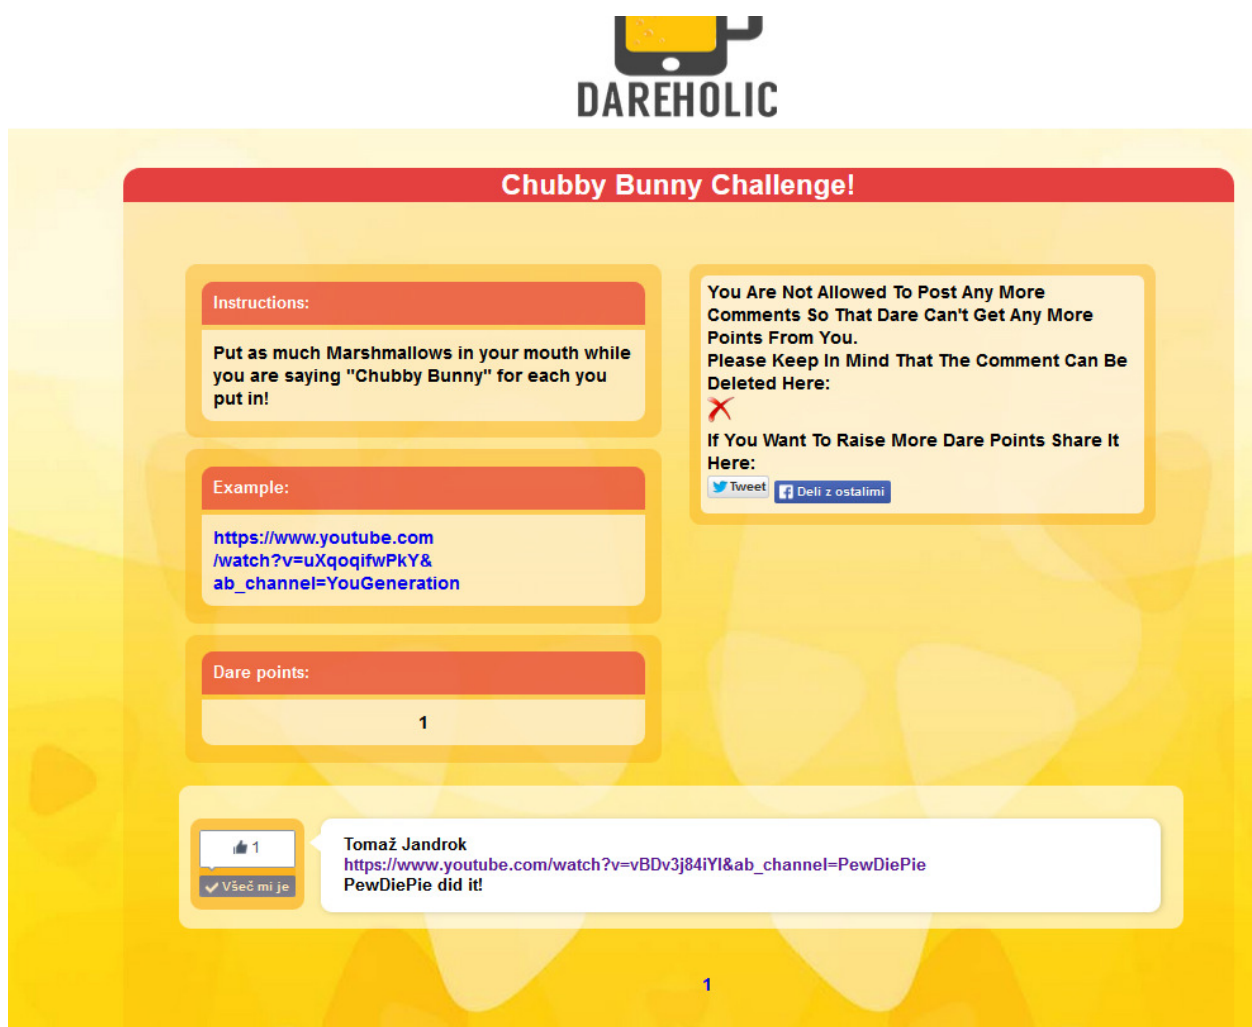 DAREHOLIC
Chubby Bunny Challenge!
Instructions:
Put as much Marshmallows in your mouth while
you are saying "Chubby Bunny" for each you
put in!
Example:
https://www.youtube.com
/watch?v=uXqoqifwPkY&
ab_channel=YouGeneration
Dare points:
1
You Are Not Allowed To Post Any More
Comments So That Dare Can't Get Any More
Points From You.
Please Keep In Mind That The Comment Can Be
Deleted Here:
If You Want To Raise More Dare Points Share It
Here:
Tweet
Deli z ostalimi
1
Všeč mi je
Tomaž Jandrok
https://www.youtube.com/watch?v=vBDv3j84iYI&ab_channel=PewDiePie
PewDiePie did it!
1